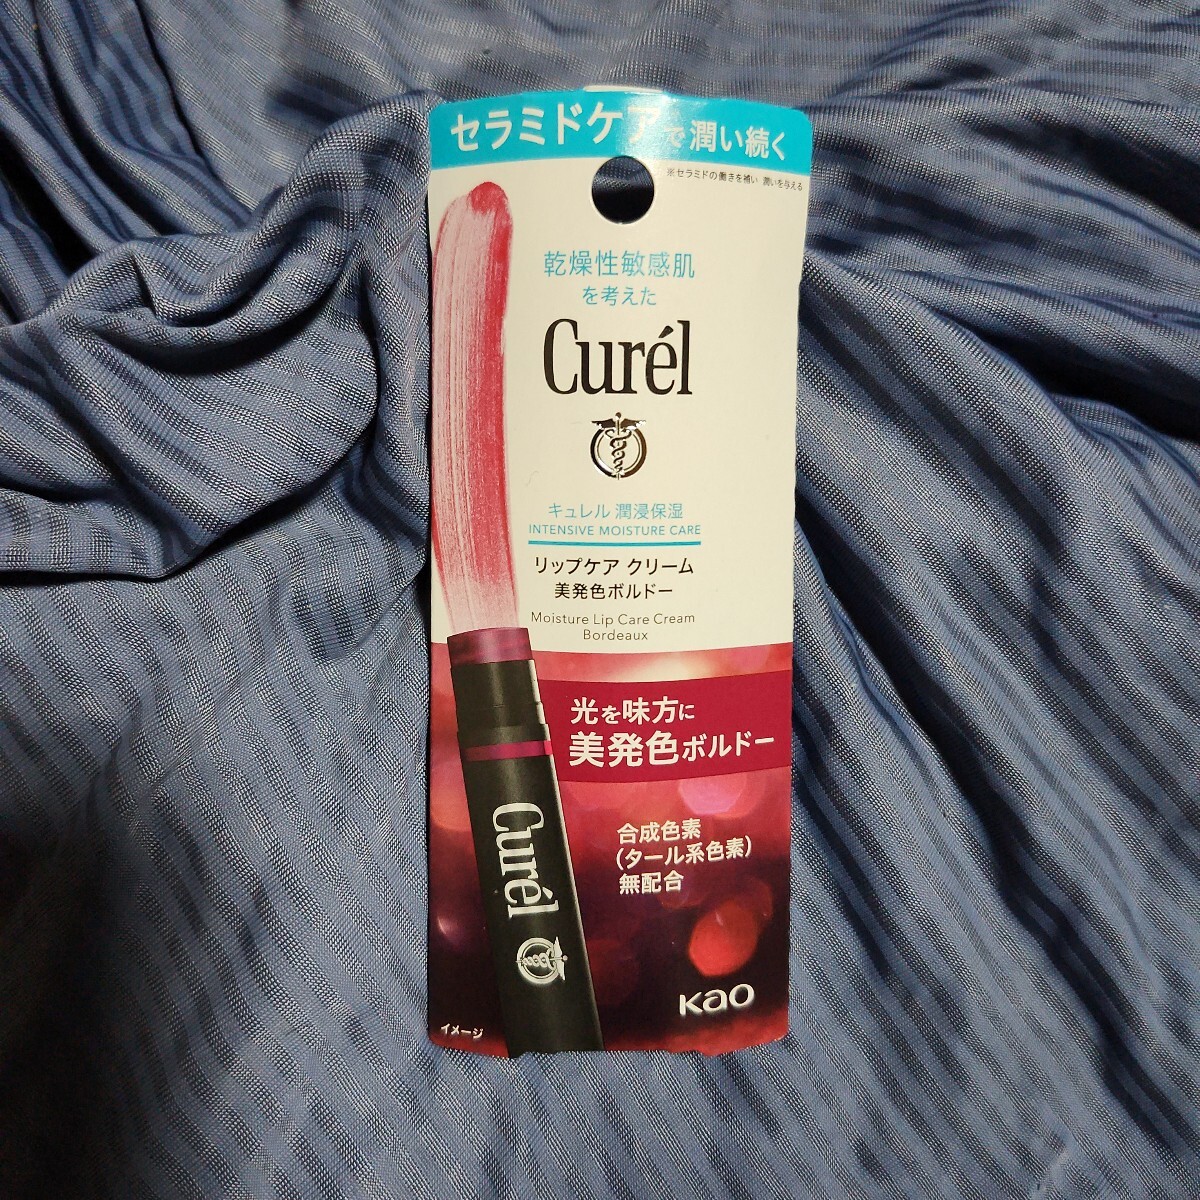 セラミドケアで潤い続く
※セラミドの働きを補い 潤いを与える
乾燥性敏感肌
を考えた
Curél
キュレル 潤浸保湿
INTENSIVE MOISTURE CARE
リップケア クリーム
美発色ボルドー
Moisture Lip Care Cream
Bordeaux
光を味方に
美発色ボルドー
合成色素
(タール系色素)
無配合
Curél
Kao
イメージ